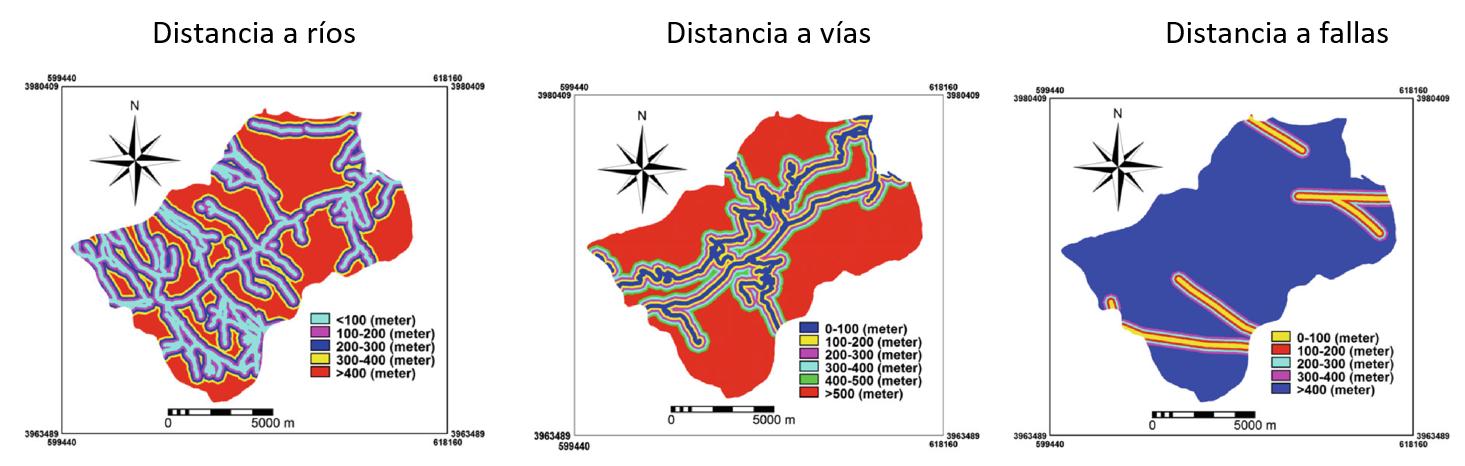 Distancia a ríos
599440
618160
3980409
3980409
N
<100 (meter)
100-200 (meter)
200-300 (meter)
300-400 (meter)
>400 (meter)
0
5000 m
3963489
3963489
599440
618160
Distancia a vías
599440
618160
3980409
3980409
N
0-100 (meter)
100-200 (meter)
200-300 (meter)
300-400 (meter)
400-500 (meter)
>500 (meter)
0
5000 m
3963489
3963489
599440
618160
Distancia a fallas
599440
618160
3980409
3980409
N
0-100 (meter)
100-200 (meter)
200-300 (meter)
300-400 (meter)
>400 (meter)
0
5000 m
3963489
3963489
599440
618160